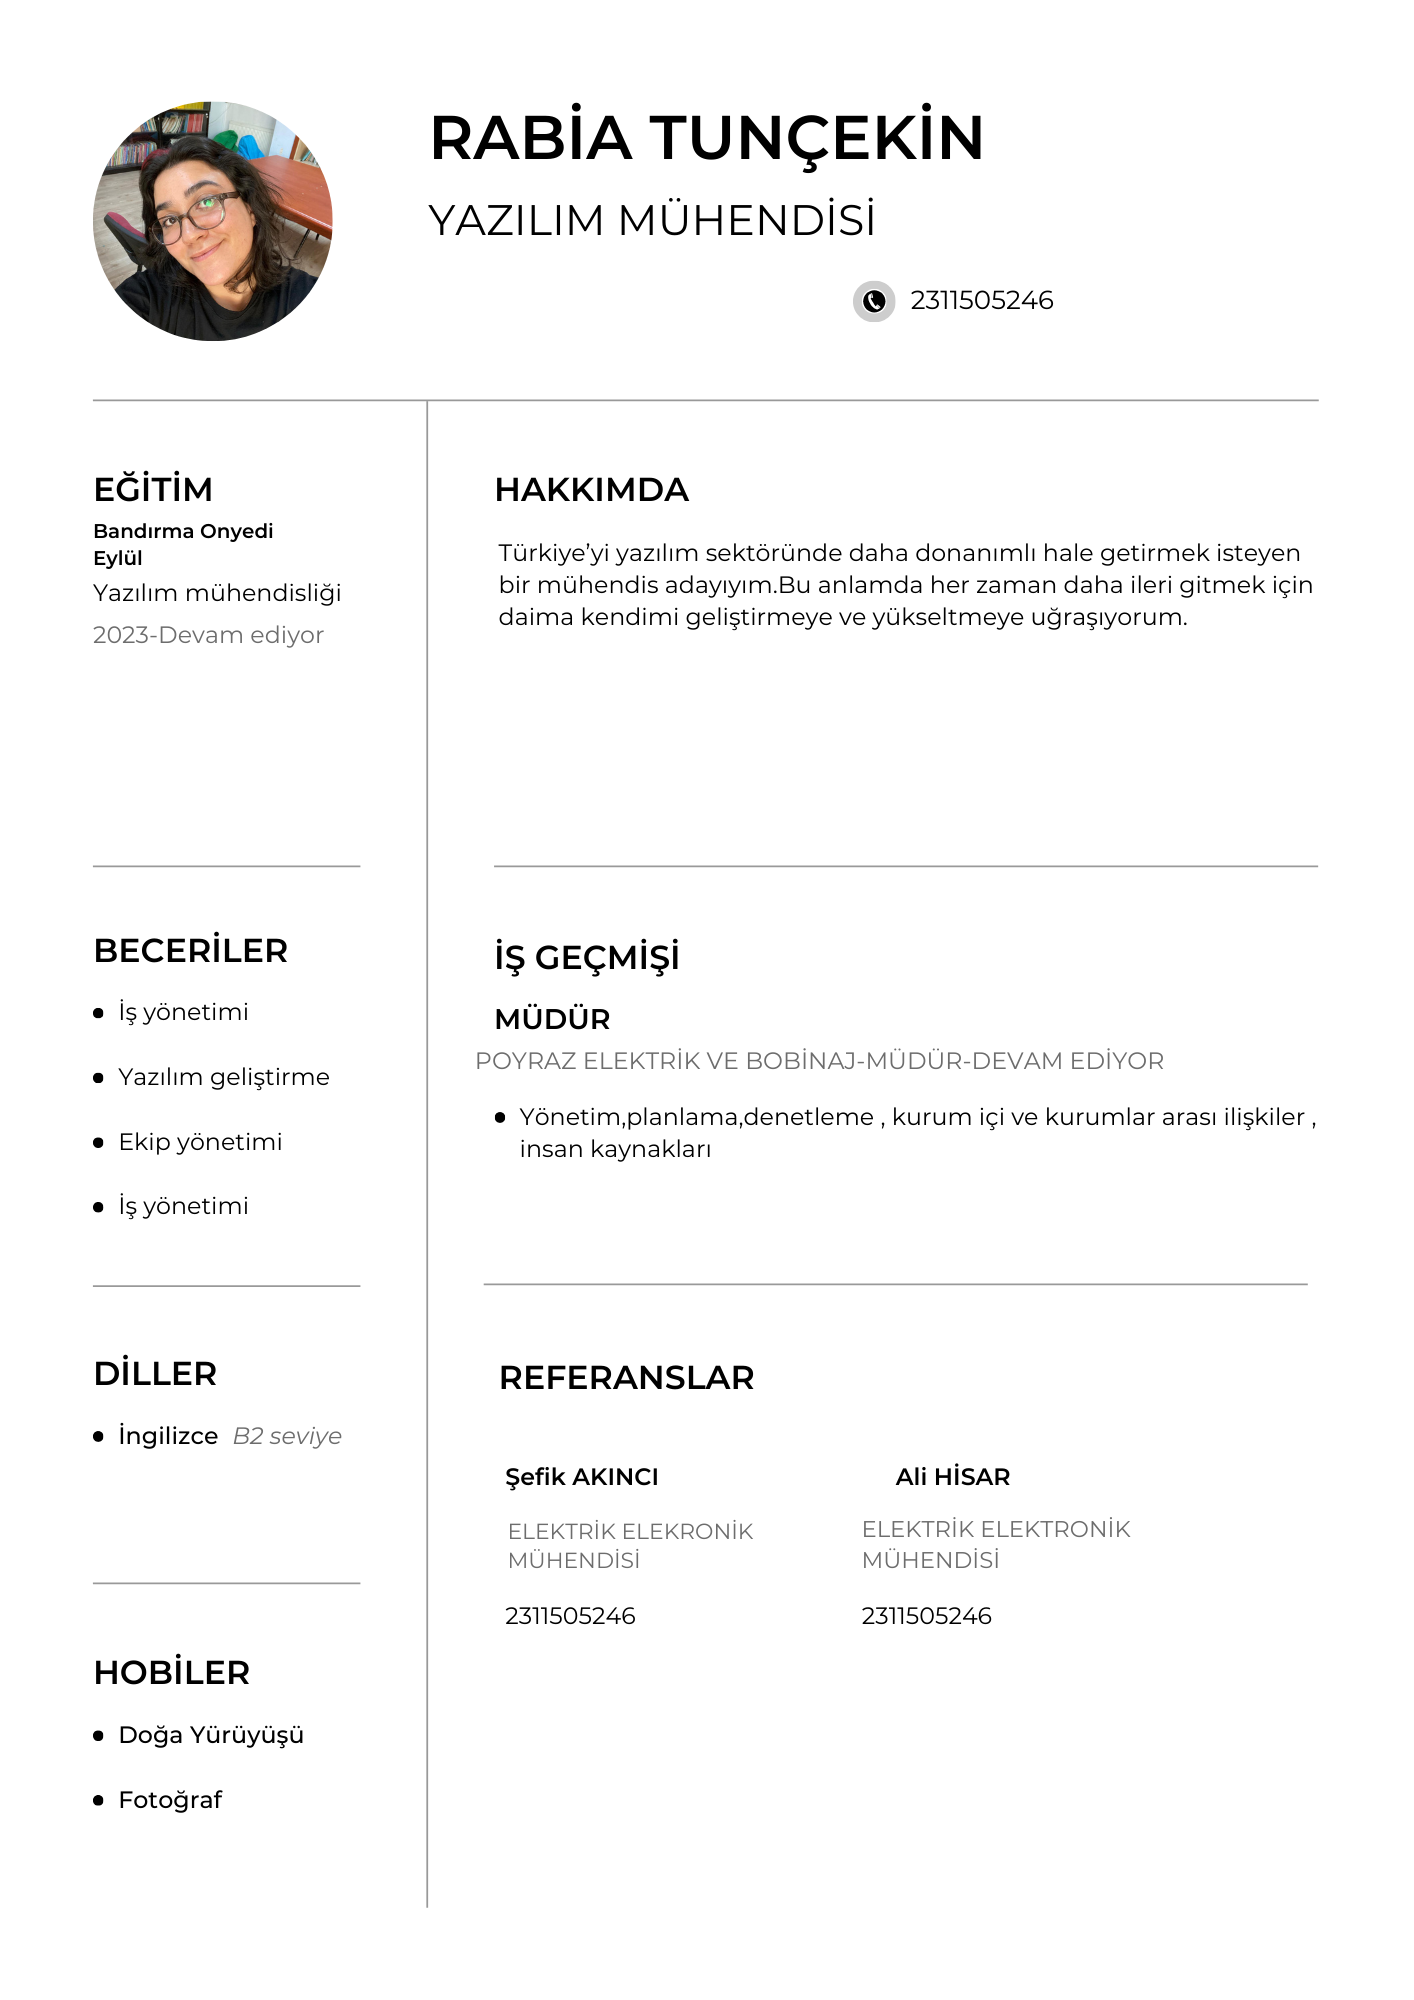 RABİA TUNÇEKİN
YAZILIM MÜHENDİSİ
2311505246
EĞİTİM
Bandırma Onyedi
Eylül
Yazılım mühendisliği
2023-Devam ediyor
BECERİLER
İş yönetimi
Yazılım geliştirme
Ekip yönetimi
İş yönetimi
DİLLER
İngilizce B2 seviye
HOBİLER
Doğa Yürüyüşü
Fotoğraf
HAKKIMDA
Türkiye’yi yazılım sektöründe daha donanımlı hale getirmek isteyen
bir mühendis adayıyım.Bu anlamda her zaman daha ileri gitmek için
daima kendimi geliştirmeye ve yükseltmeye uğraşıyorum.
İŞ GEÇMİŞİ
MÜDÜR
POYRAZ ELEKTRİK VE BOBİNAJ-MÜDÜR-DEVAM EDİYOR
Yönetim,planlama,denetleme , kurum içi ve kurumlar arası ilişkiler ,
insan kaynakları
REFERANSLAR
Şefik AKINCI
ELEKTRİK ELEKRONİK
MÜHENDİSİ
2311505246
Ali HİSAR
ELEKTRİK ELEKTRONİK
MÜHENDİSİ
2311505246